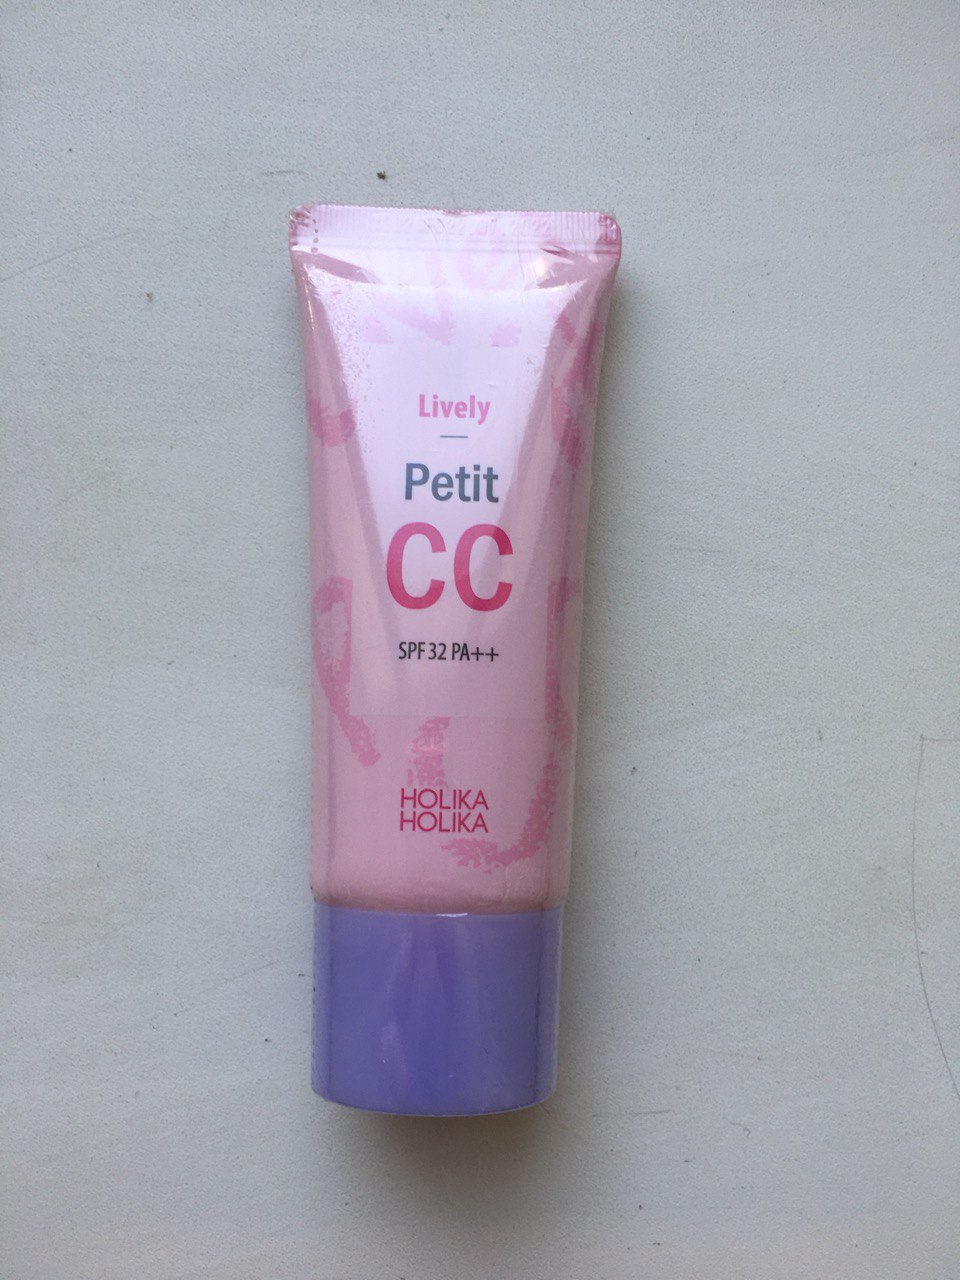 Lively
Petit
CC
SPF 32 PA++
HOLIKA
HOLIKA